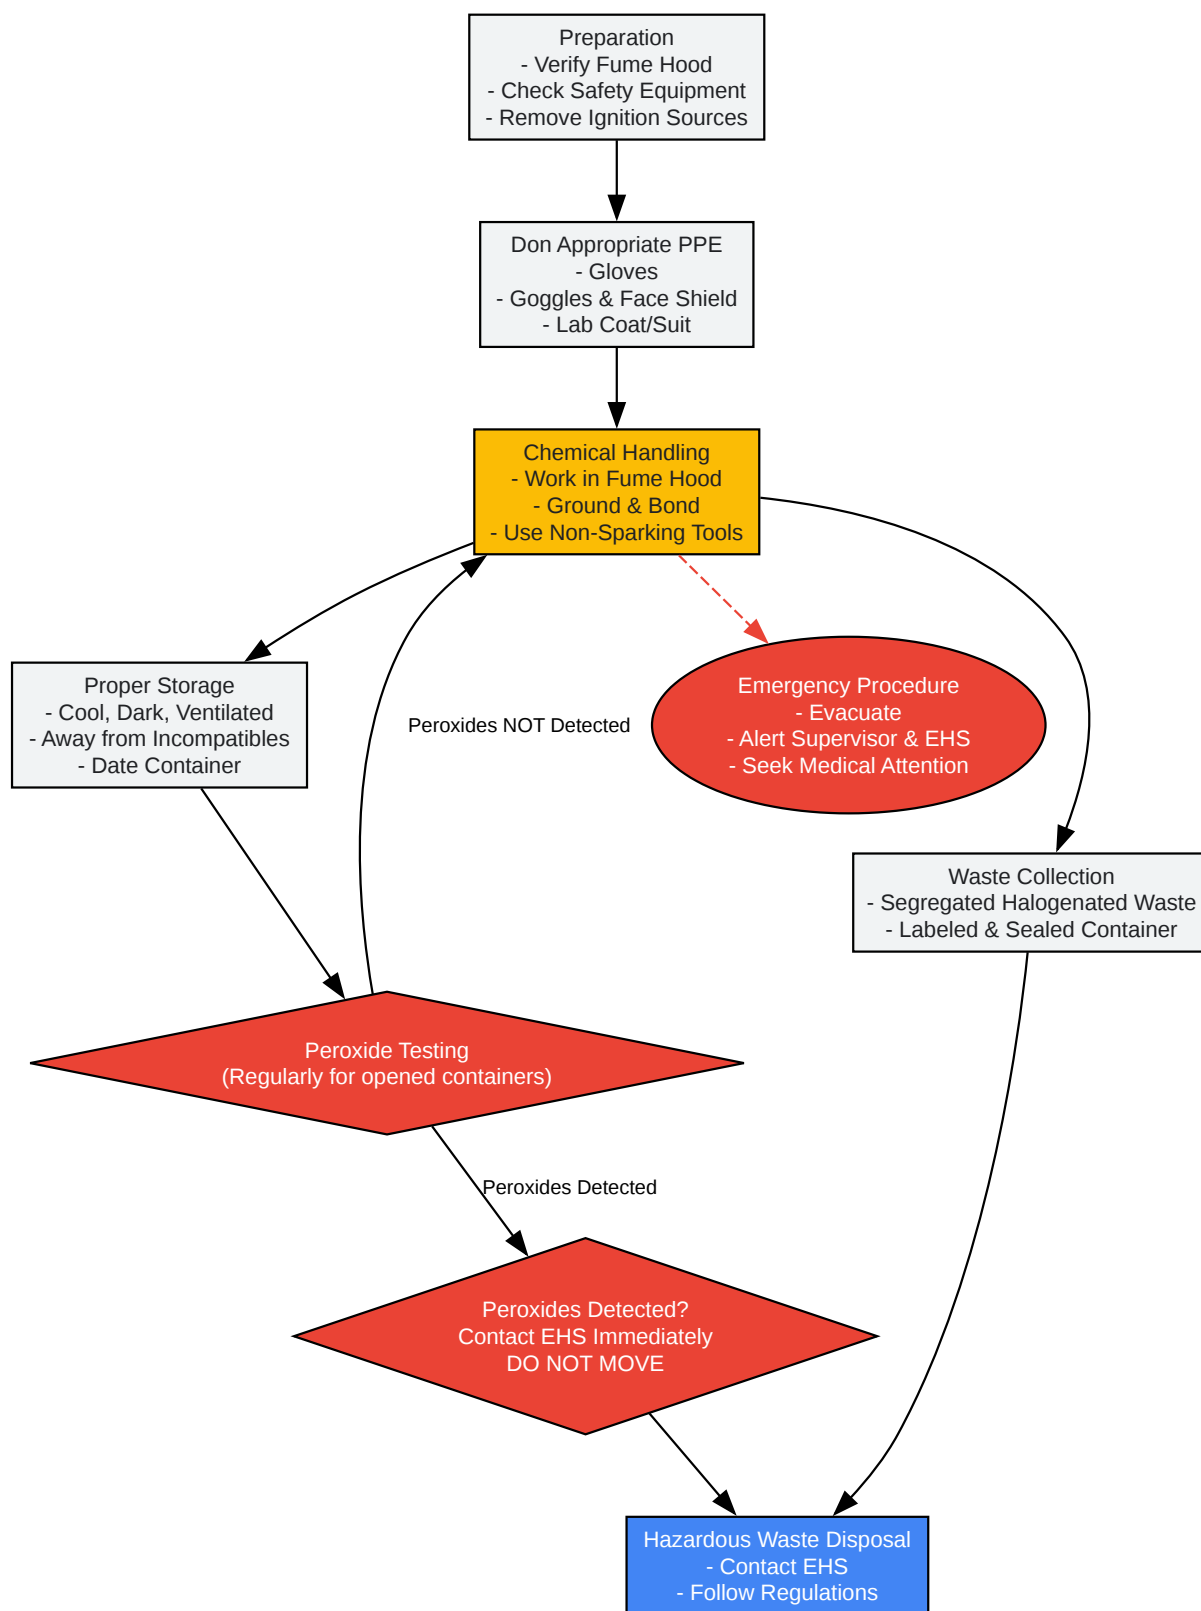 Preparation
- Verify Fume Hood
- Check Safety Equipment
- Remove Ignition Sources
Don Appropriate PPE
- Gloves
- Goggles & Face Shield
- Lab Coat/Suit
Chemical Handling
- Work in Fume Hood
- Ground & Bond
- Use Non-Sparking Tools
Proper Storage
- Cool, Dark, Ventilated
- Away from Incompatibles
- Date Container
Peroxides NOT Detected
Emergency Procedure
- Evacuate
- Alert Supervisor & EHS
- Seek Medical Attention
Waste Collection
- Segregated Halogenated Waste
- Labeled & Sealed Container
Peroxide Testing
(Regularly for opened containers)
Peroxides Detected
Peroxides Detected?
Contact EHS Immediately
DO NOT MOVE
Hazardous Waste Disposal
- Contact EHS
- Follow Regulations